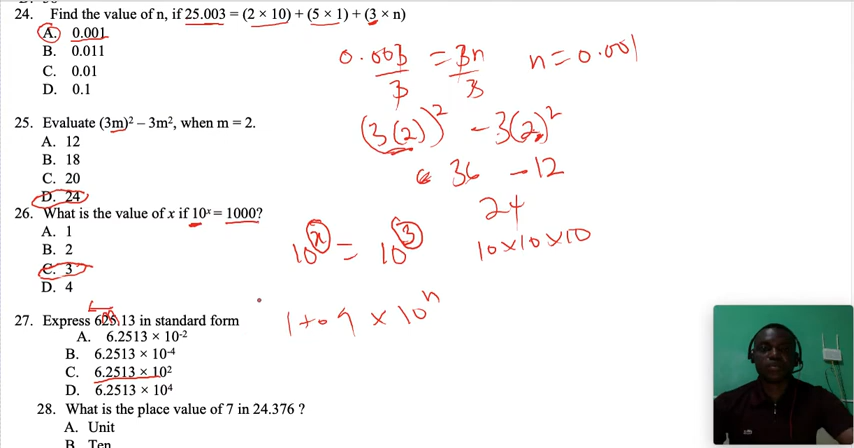 24. Find the value of n, if 25.003 = (2 × 10) + (5 × 1) + (3 × n)
A. 0.001
B. 0.011
C. 0.01
D. 0.1
0.003/3 = 3n/3 n = 0.001
25. Evaluate (3m)² – 3m², when m = 2.
A. 12
B. 18
C. 20
D. 24
(3(2))² - 3(2)²
36 - 12
24
26. What is the value of x if 10ˣ = 1000?
A. 1
B. 2
C. 3
D. 4
10ˣ = 10³ 10×10×10
27. Express 625.13 in standard form
A. 6.2513 × 10⁻²
B. 6.2513 × 10⁻⁴
C. 6.2513 × 10²
D. 6.2513 × 10⁴
1 to 9 × 10ⁿ
28. What is the place value of 7 in 24.376 ?
A. Unit
B. Ten